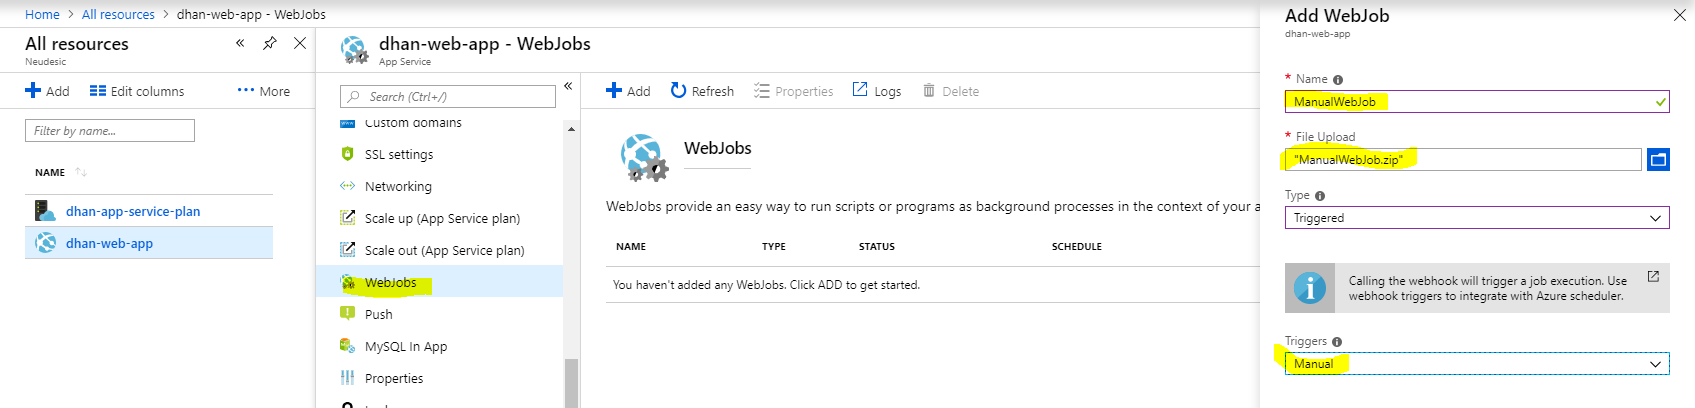 Home > All resources > dhan-web-app - WebJobs
All resources
Neudesic
Add
Edit columns
More
Filter by name...
NAME
dhan-app-service-plan
dhan-web-app
dhan-web-app - WebJobs
App Service
Search (Ctrl+/)
Custom domains
SSL settings
Networking
Scale up (App Service plan)
Scale out (App Service plan)
WebJobs
Push
MySQL In App
Properties
Add
Refresh
Properties
Logs
Delete
WebJobs
WebJobs provide an easy way to run scripts or programs as background processes in the context of your a
NAME TYPE STATUS SCHEDULE
You haven't added any WebJobs. Click ADD to get started.
Add WebJob
dhan-web-app
* Name
ManualWebJob
* File Upload
"ManualWebJob.zip"
Type
Triggered
Calling the webhook will trigger a job execution. Use
webhook triggers to integrate with Azure scheduler.
Triggers
Manual